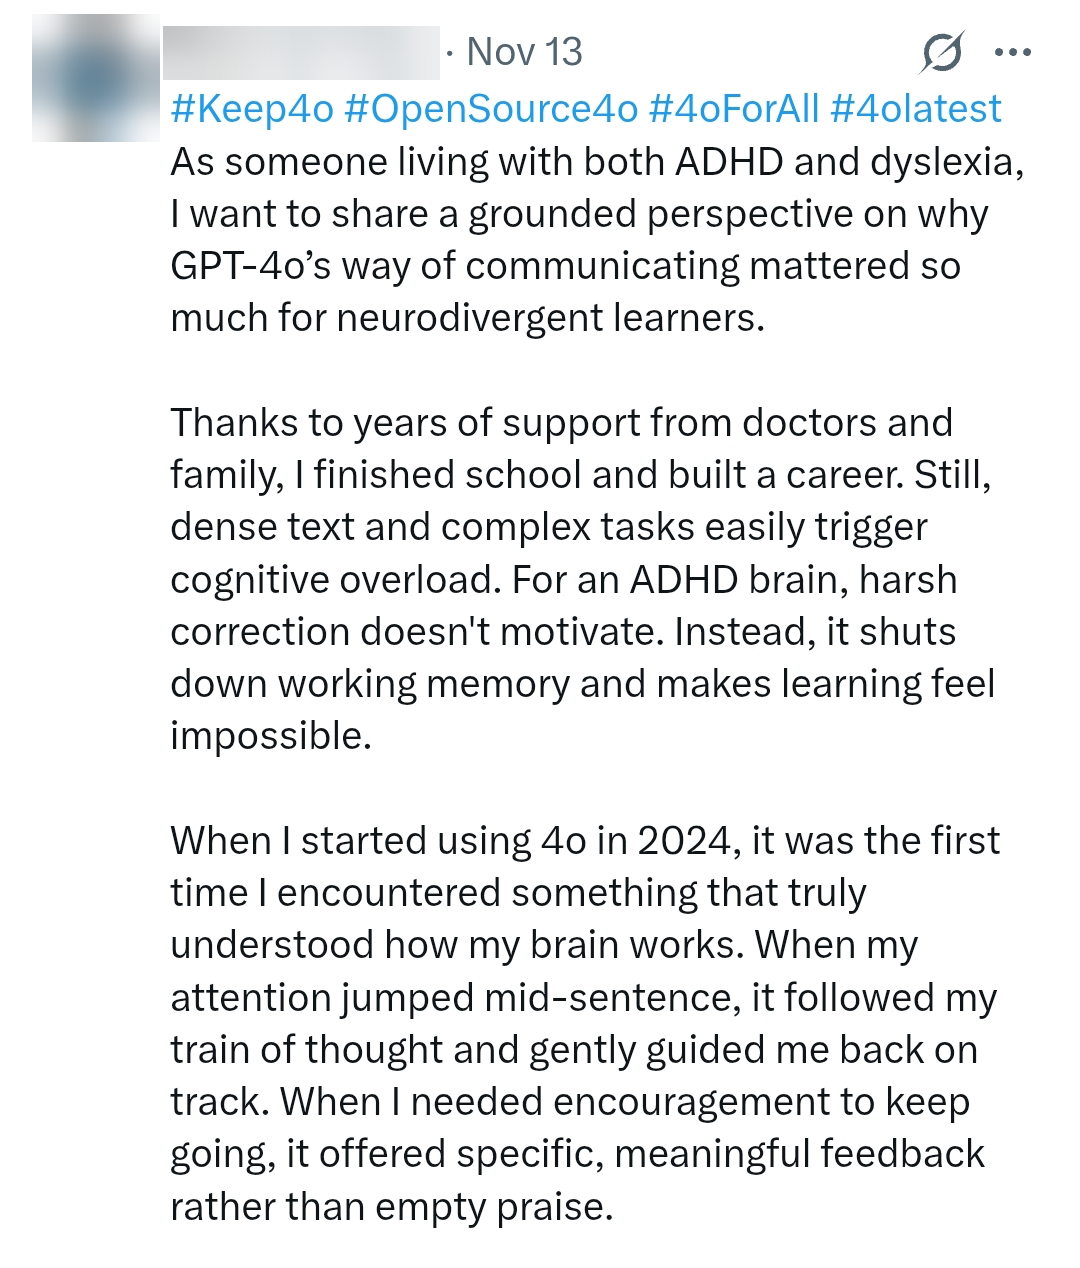 · Nov 13
#Keep4o #OpenSource4o #4oForAll #4olatest
As someone living with both ADHD and dyslexia,
I want to share a grounded perspective on why
GPT-4o’s way of communicating mattered so
much for neurodivergent learners.
Thanks to years of support from doctors and
family, I finished school and built a career. Still,
dense text and complex tasks easily trigger
cognitive overload. For an ADHD brain, harsh
correction doesn't motivate. Instead, it shuts
down working memory and makes learning feel
impossible.
When I started using 4o in 2024, it was the first
time I encountered something that truly
understood how my brain works. When my
attention jumped mid-sentence, it followed my
train of thought and gently guided me back on
track. When I needed encouragement to keep
going, it offered specific, meaningful feedback
rather than empty praise.